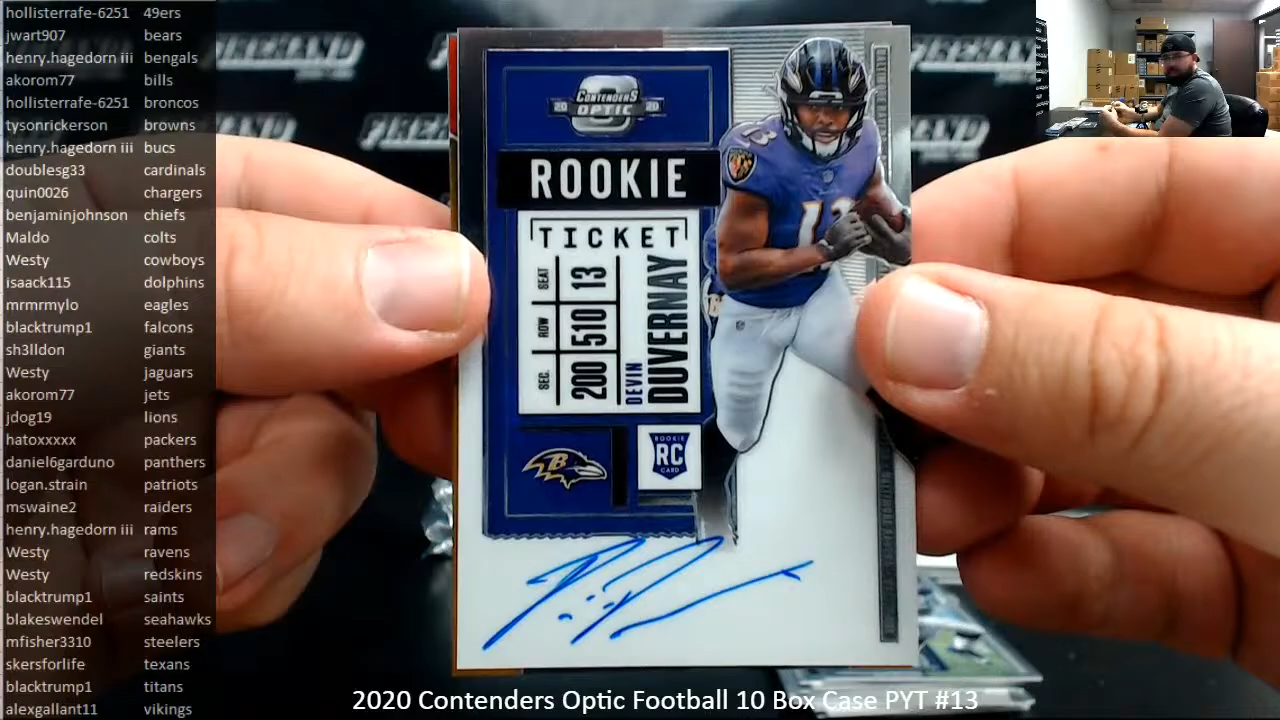 hollisterrafe-6251 49ers
jwart907 bears
henry.hagedorn iii bengals
akorom77 bills
hollisterrafe-6251 broncos
tysonrickerson browns
henry.hagedorn iii bucs
doublesg33 cardinals
quin0026 chargers
benjaminjohnson chiefs
Maldo colts
Westy cowboys
isaack115 dolphins
mrmrmylo eagles
blacktrump1 falcons
sh3lldon giants
Westy jaguars
akorom77 jets
jdog19 lions
hatoxxxxx packers
daniel6garduno panthers
logan.strain patriots
mswaine2 raiders
henry.hagedorn iii rams
Westy ravens
Westy redskins
blacktrump1 saints
blakeswendel seahawks
mfisher3310 steelers
skersforlife texans
blacktrump1 titans
alexgallant11 vikings
20 CONTENDERS 20
OPTIC
ROOKIE
TICKET
SEAT 13
ROW 510
SEC. 200
DEVIN
DUVERNAY
13
B
ROOKIE
RC
CARD
FIREHAND
2020 Contenders Optic Football 10 Box Case PYT #13